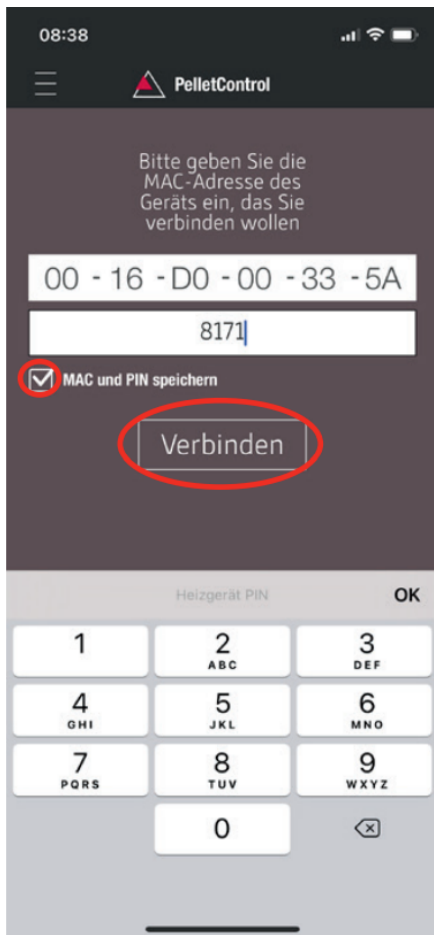 08:38
PelletControl
Bitte geben Sie die
MAC-Adresse des
Geräts ein, das Sie
verbinden wollen
00 - 16 - D0 - 00 - 33 - 5A
8171
MAC und PIN speichern
Verbinden
Heizgerät PIN OK
1 2 3
ABC DEF
4 5 6
GHI JKL MNO
7 8 9
PQRS TUV WXYZ
0